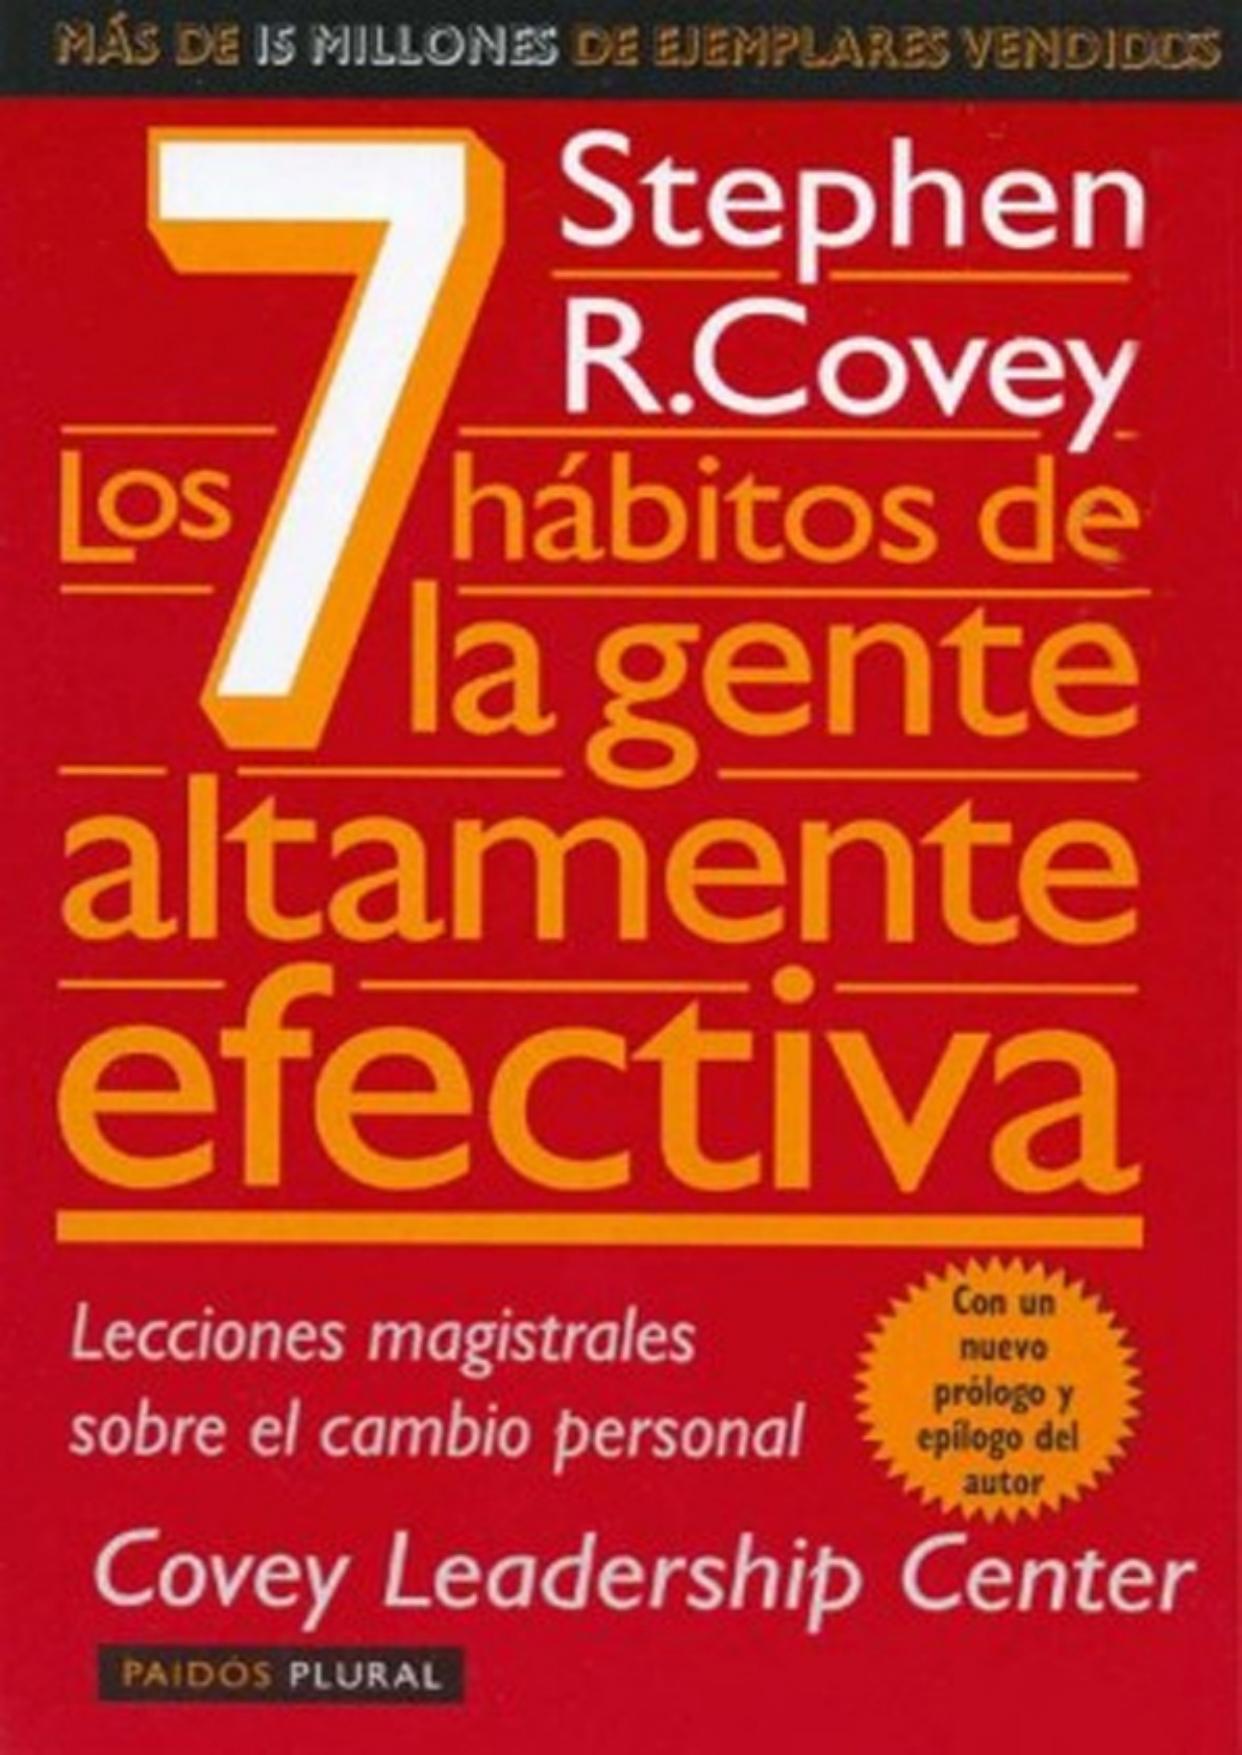 MÁS DE 15 MILLONES DE EJEMPLARES VENDIDOS
Stephen
R.Covey
Los 7 hábitos de
la gente
altamente
efectiva
Lecciones magistrales
sobre el cambio personal
Con un
nuevo
prólogo y
epílogo del
autor
Covey Leadership Center
PAIDÓS PLURAL